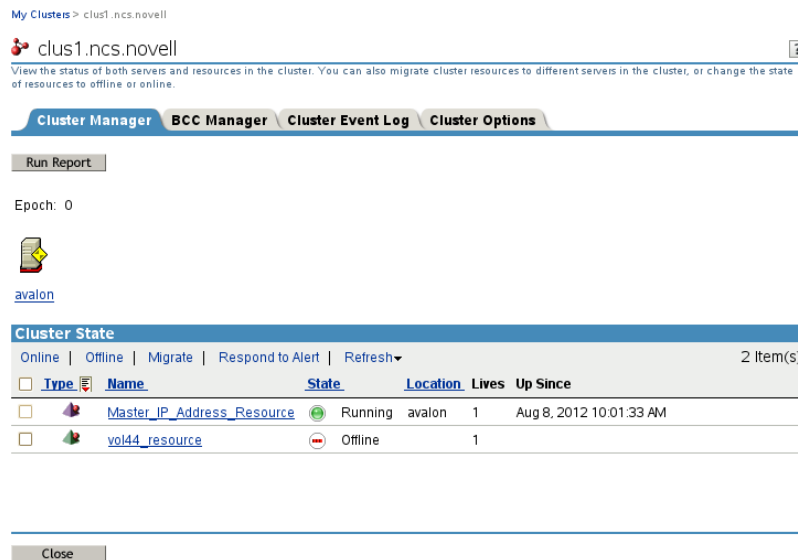 My Clusters > clus1.ncs.novell
clus1.ncs.novell
View the status of both servers and resources in the cluster. You can also migrate cluster resources to different servers in the cluster, or change the state
of resources to offline or online.
Cluster Manager BCC Manager Cluster Event Log Cluster Options
Run Report
Epoch: 0
avalon
Cluster State
Online | Offline | Migrate | Respond to Alert | Refresh 2 Item(s)
Type Name State Location Lives Up Since
Master_IP_Address_Resource Running avalon 1 Aug 8, 2012 10:01:33 AM
vol44_resource Offline 1
Close